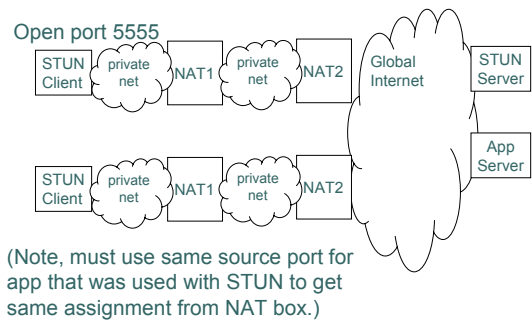 Open port 5555
STUN Client
private net
NAT1
private net
NAT2
Global Internet
STUN Server
App Server
STUN Client
private net
NAT1
private net
NAT2
(Note, must use same source port for
app that was used with STUN to get
same assignment from NAT box.)